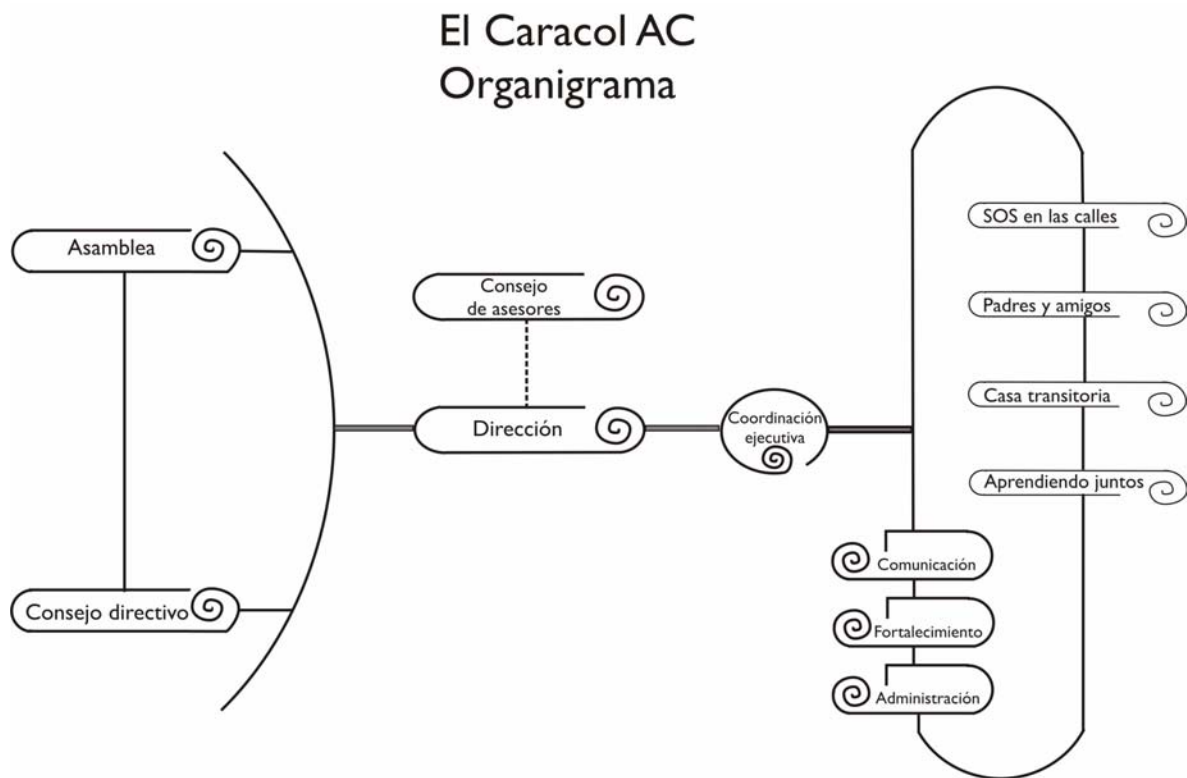 El Caracol AC
Organigrama
Asamblea
Consejo directivo
Consejo
de asesores
Dirección
Coordinación
ejecutiva
SOS en las calles
Padres y amigos
Casa transitoria
Aprendiendo juntos
Comunicación
Fortalecimiento
Administración